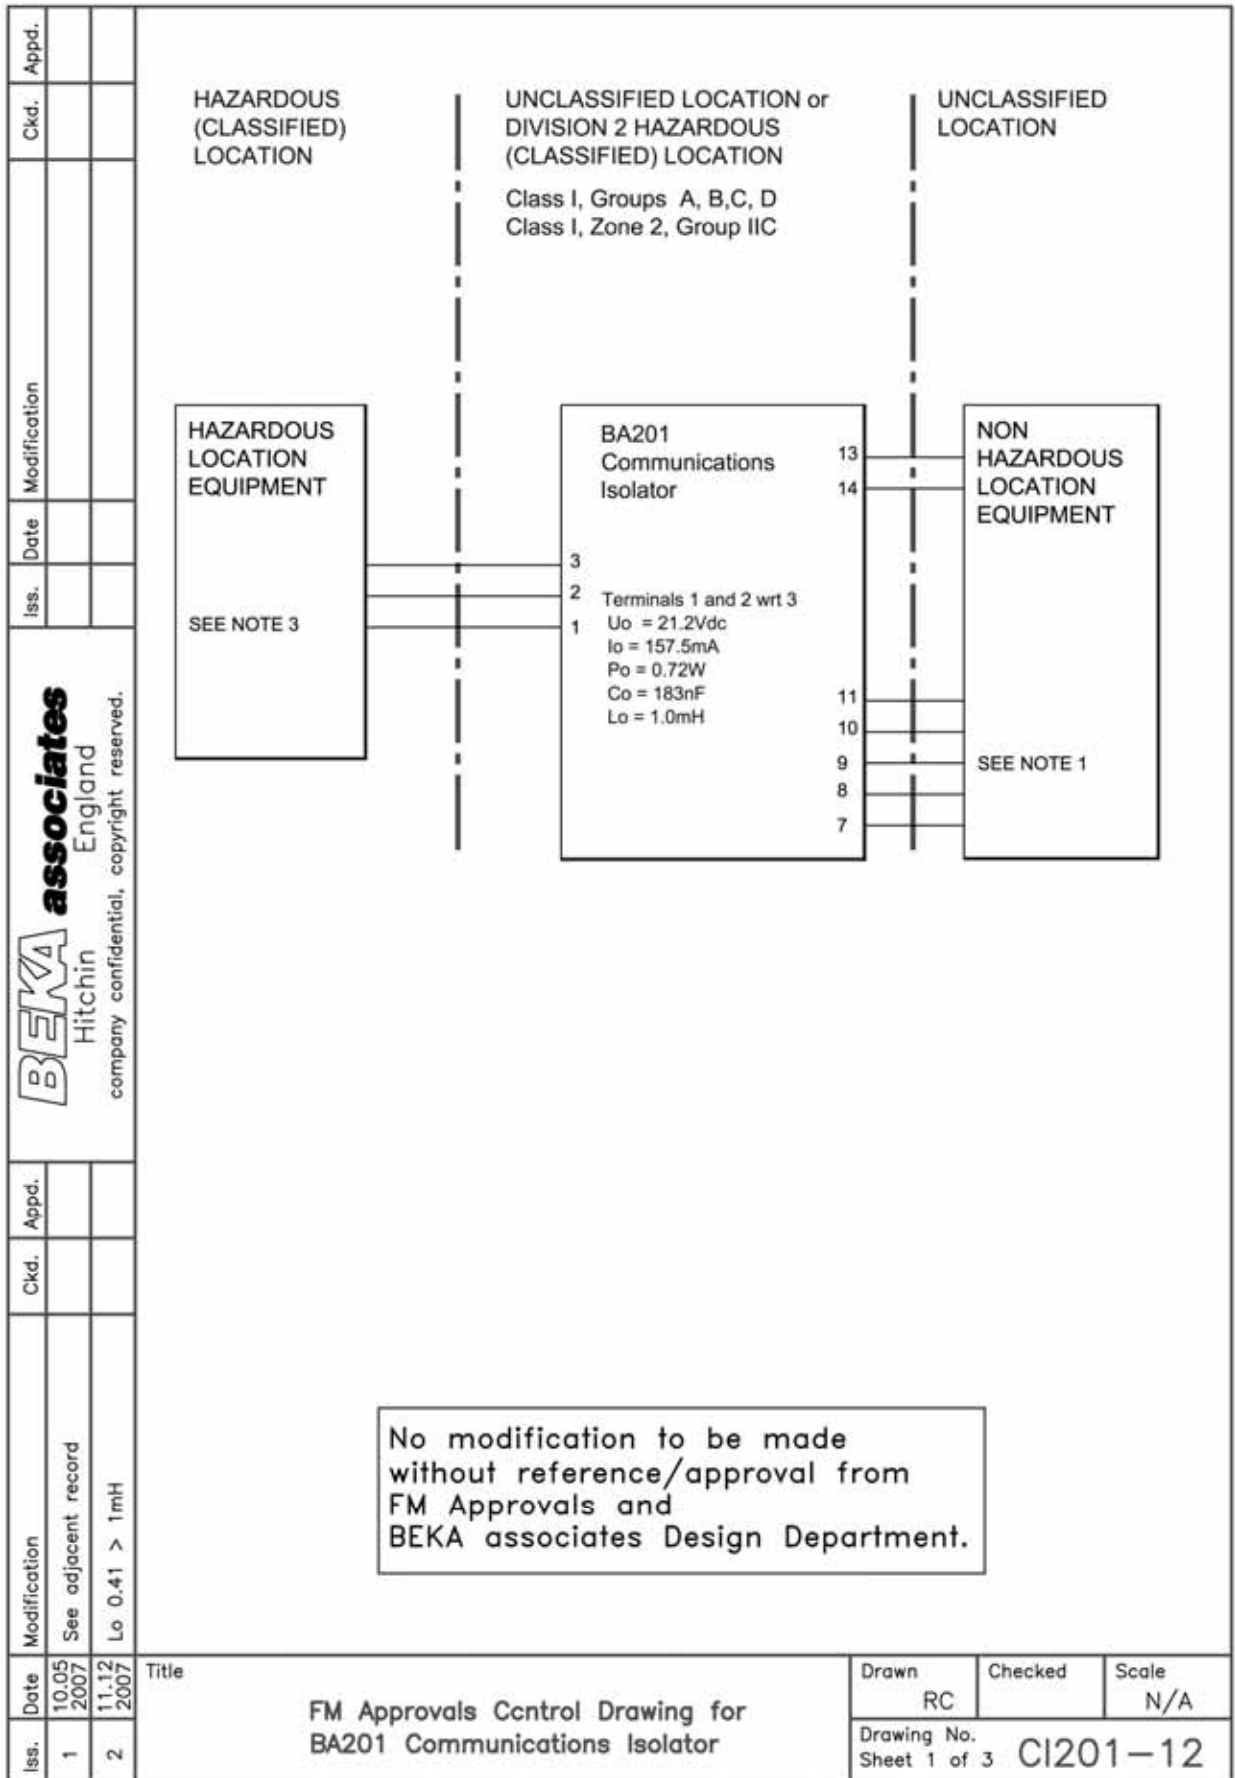 HAZARDOUS
(CLASSIFIED)
LOCATION
UNCLASSIFIED LOCATION or
DIVISION 2 HAZARDOUS
(CLASSIFIED) LOCATION
Class I, Groups A, B,C, D
Class I, Zone 2, Group IIC
UNCLASSIFIED
LOCATION
HAZARDOUS
LOCATION
EQUIPMENT
SEE NOTE 3
BA201
Communications
Isolator
3
2
1
Terminals 1 and 2 wrt 3
Uo = 21.2Vdc
Io = 157.5mA
Po = 0.72W
Co = 183nF
Lo = 1.0mH
13
14
11
10
9
8
7
NON
HAZARDOUS
LOCATION
EQUIPMENT
SEE NOTE 1
No modification to be made
without reference/approval from
FM Approvals and
BEKA associates Design Department.
Title
FM Approvals Ccntrol Drawing for
BA201 Communications Isolator
Drawn
RC
Checked
Scale
N/A
Drawing No.
Sheet 1 of 3 CI201-12
Iss. Date Modification Ckd. Appd.
1 10.05 2007 See adjacent record
2 11.12 2007 Lo 0.41 > 1mH
BEKA associates
Hitchin England
company confidential, copyright reserved.
Iss. Date Modification Ckd. Appd.